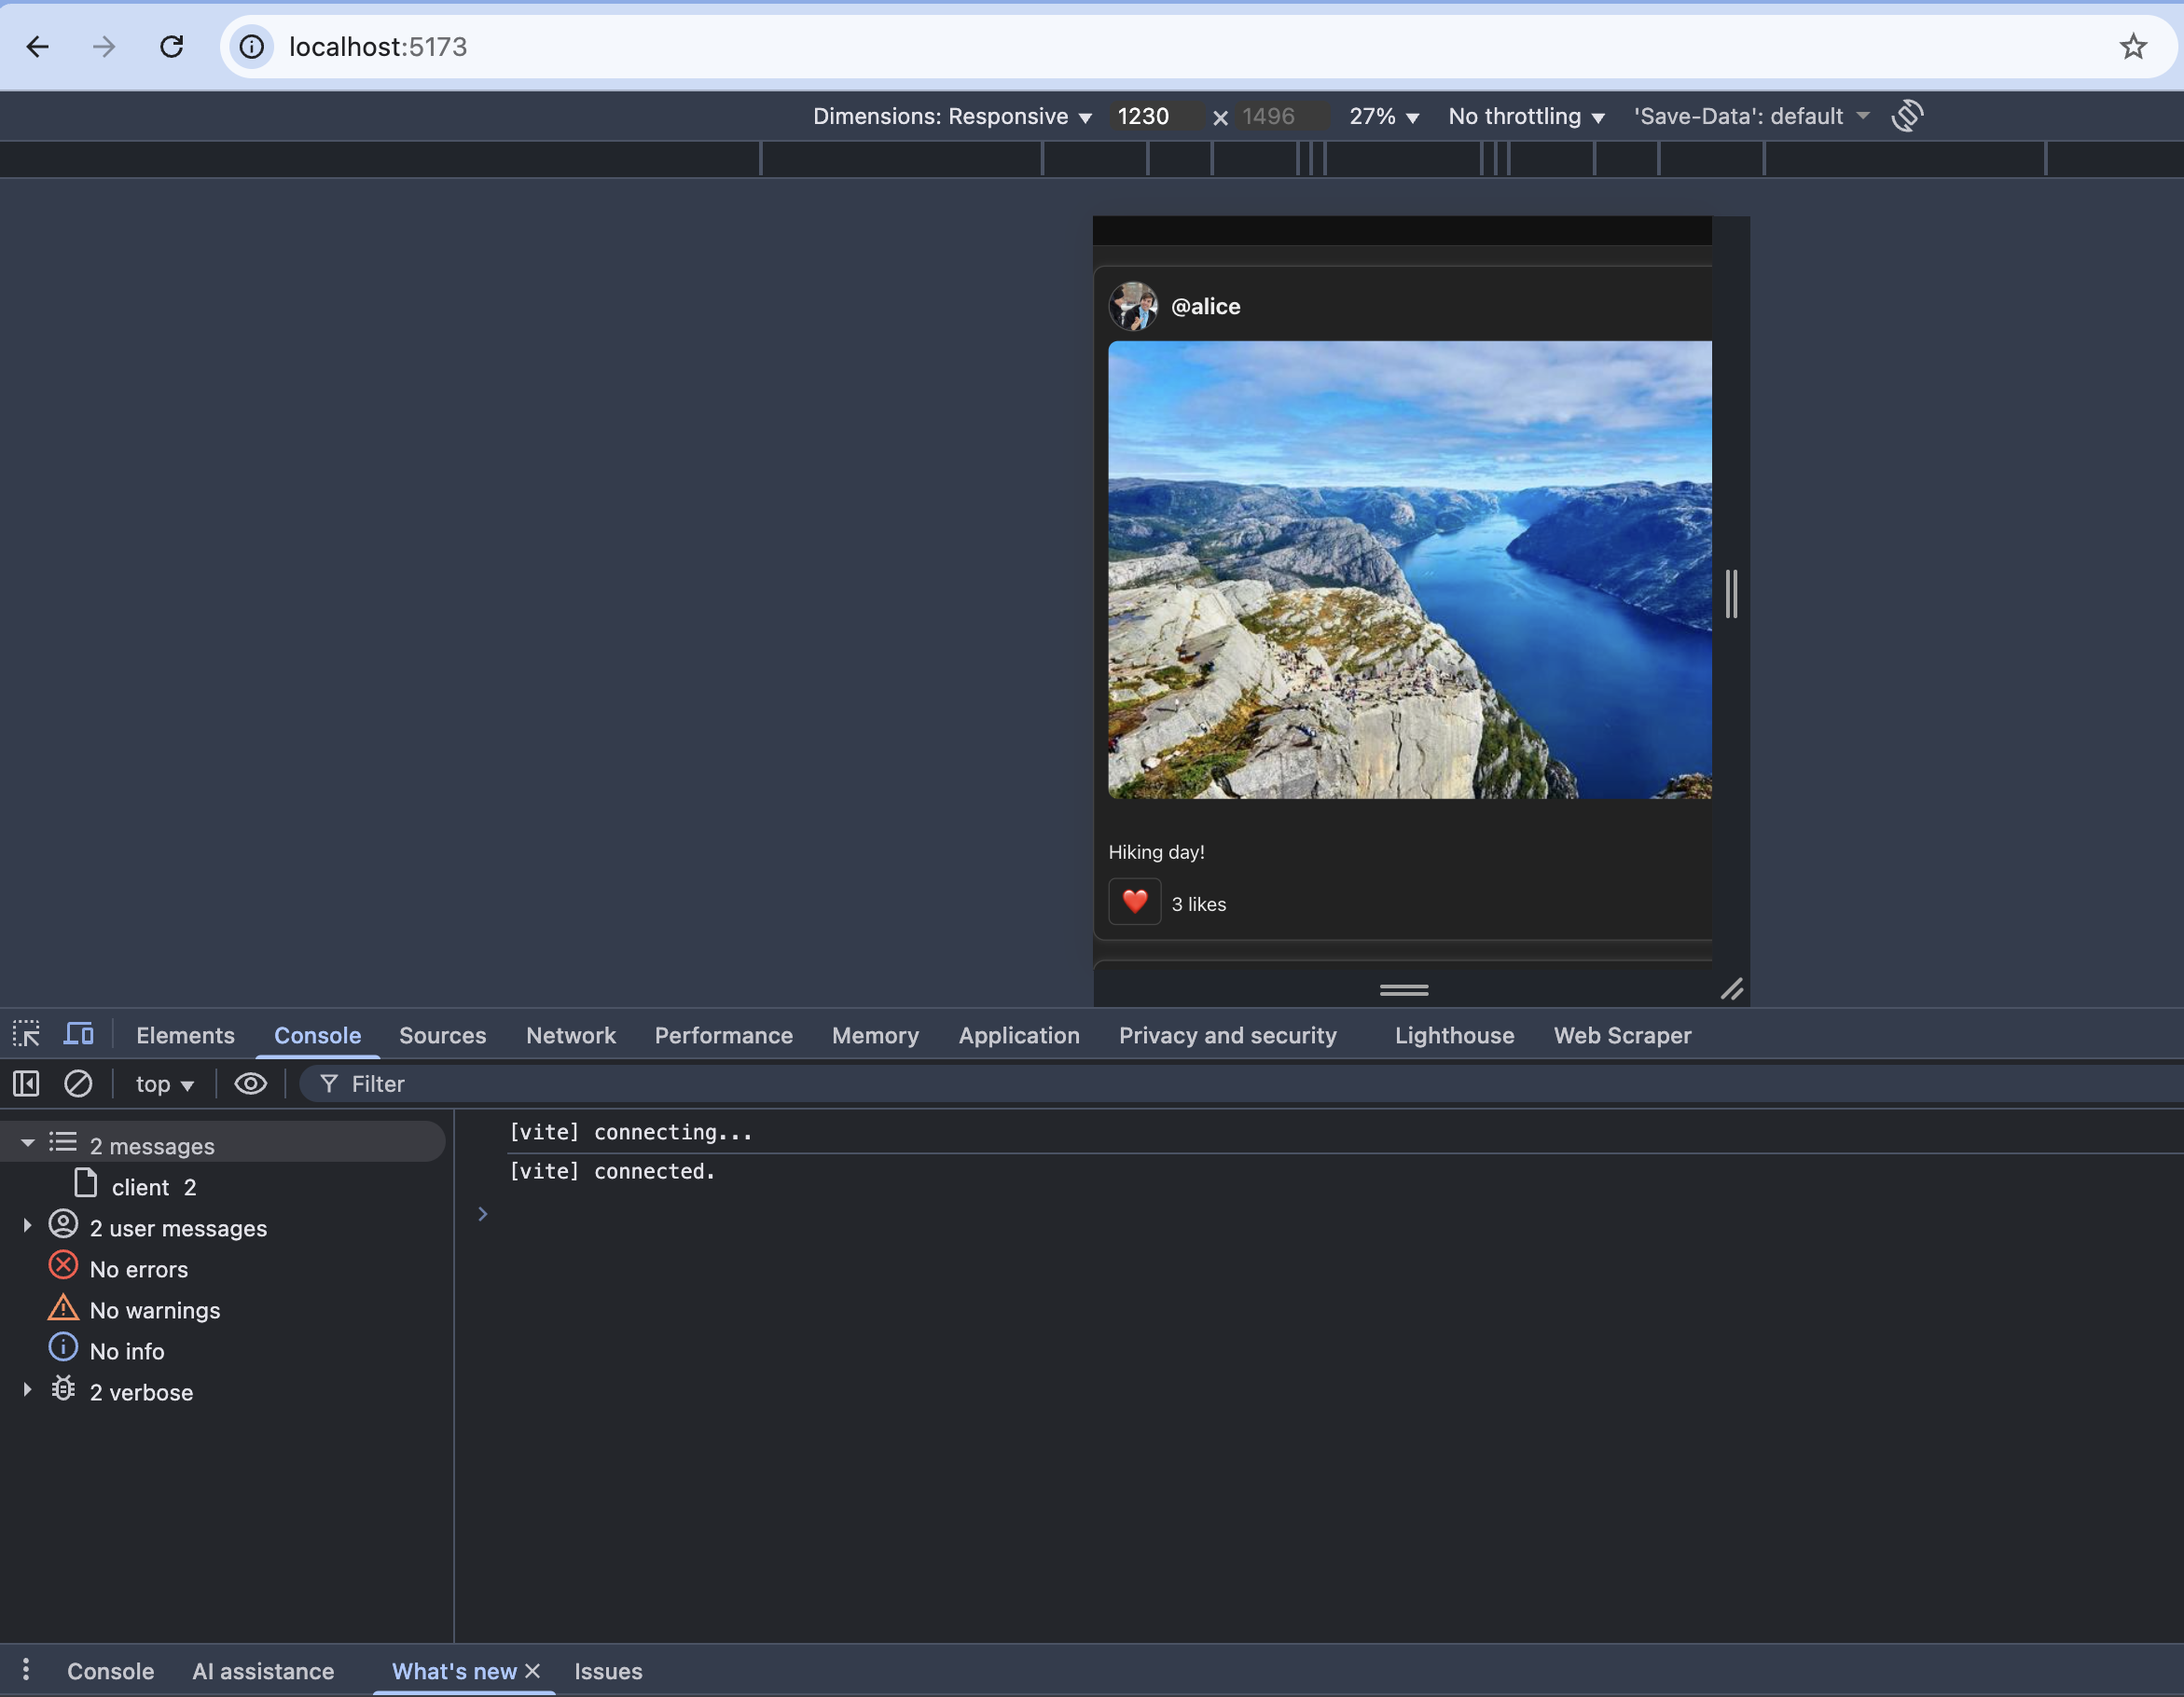 localhost:5173
Dimensions: Responsive 1230 × 1496 27% No throttling 'Save-Data': default
@alice
Hiking day!
3 likes
Elements Console Sources Network Performance Memory Application Privacy and security Lighthouse Web Scraper
top Filter
2 messages
client 2
2 user messages
No errors
No warnings
No info
2 verbose
[vite] connecting...
[vite] connected.
Console AI assistance What's new Issues